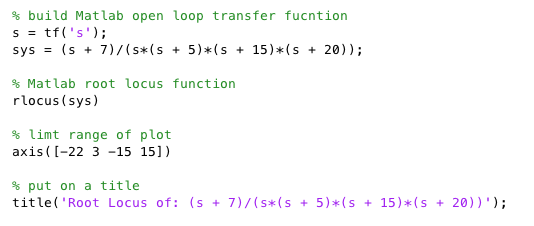 % build Matlab open loop transfer fucntion
s = tf('s');
sys = (s + 7)/(s*(s + 5)*(s + 15)*(s + 20));
% Matlab root locus function
rlocus(sys)
% limt range of plot
axis([-22 3 -15 15])
% put on a title
title('Root Locus of: (s + 7)/(s*(s + 5)*(s + 15)*(s + 20))');